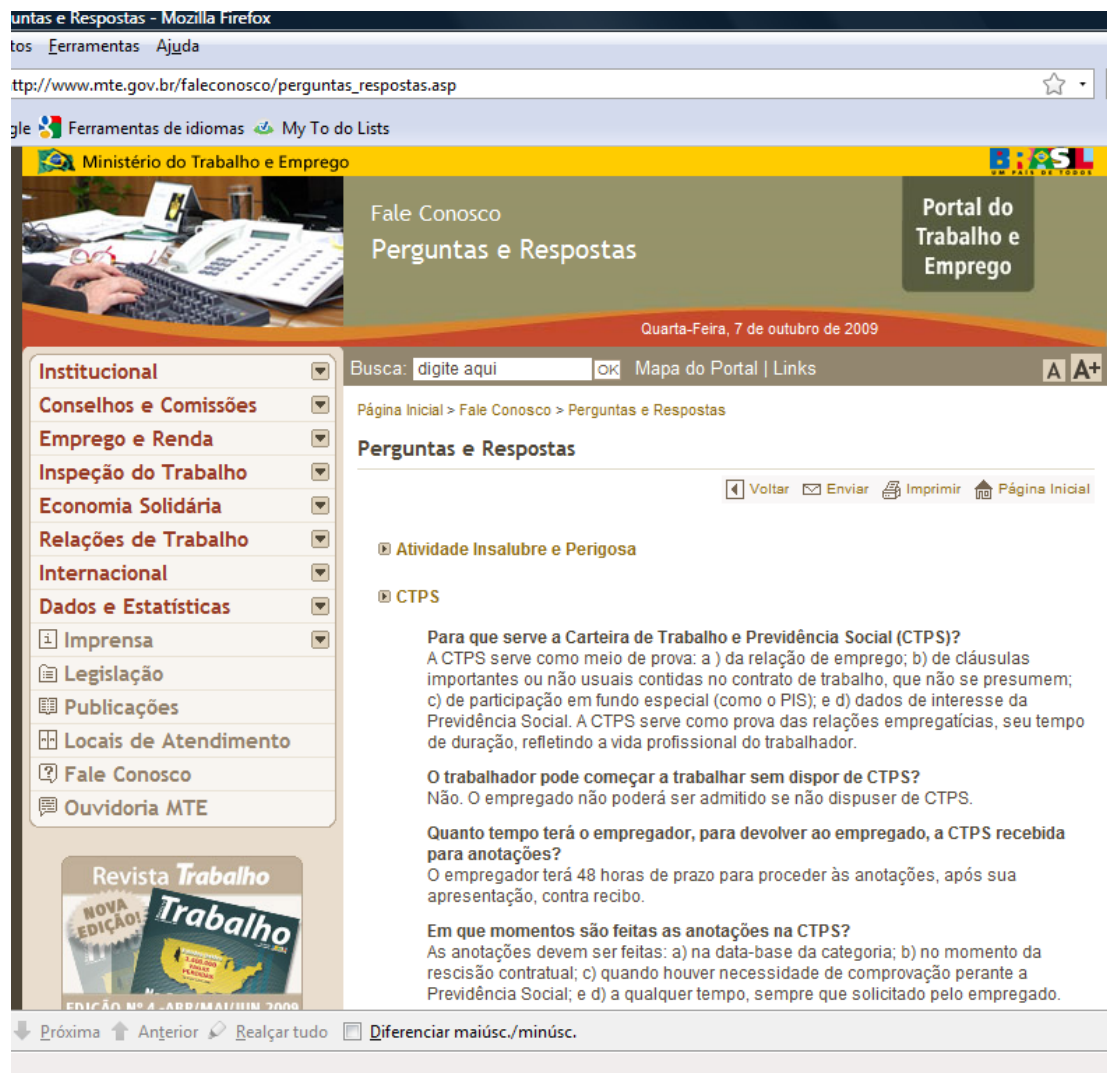 untas e Respostas - Mozilla Firefox
tos Ferramentas Ajuda
ttp://www.mte.gov.br/faleconosco/perguntas_respostas.asp
gle Ferramentas de idiomas My To do Lists
Ministério do Trabalho e Emprego
BRASIL
UM PAÍS DE TODOS
Fale Conosco
Perguntas e Respostas
Portal do
Trabalho e
Emprego
Quarta-Feira, 7 de outubro de 2009
Busca: digite aqui OK Mapa do Portal | Links A A+
Institucional
Conselhos e Comissões
Emprego e Renda
Inspeção do Trabalho
Economia Solidária
Relações de Trabalho
Internacional
Dados e Estatísticas
Imprensa
Legislação
Publicações
Locais de Atendimento
Fale Conosco
Ouvidoria MTE
Revista Trabalho
NOVA
EDIÇÃO!
Trabalho
EDIÇÃO Nº 4 -ABR/MAI/JUN 2009
Página Inicial > Fale Conosco > Perguntas e Respostas
Perguntas e Respostas
Voltar Enviar Imprimir Página Inicial
Atividade Insalubre e Perigosa
CTPS
Para que serve a Carteira de Trabalho e Previdência Social (CTPS)?
A CTPS serve como meio de prova: a ) da relação de emprego; b) de cláusulas
importantes ou não usuais contidas no contrato de trabalho, que não se presumem;
c) de participação em fundo especial (como o PIS); e d) dados de interesse da
Previdência Social. A CTPS serve como prova das relações empregatícias, seu tempo
de duração, refletindo a vida profissional do trabalhador.
O trabalhador pode começar a trabalhar sem dispor de CTPS?
Não. O empregado não poderá ser admitido se não dispuser de CTPS.
Quanto tempo terá o empregador, para devolver ao empregado, a CTPS recebida
para anotações?
O empregador terá 48 horas de prazo para proceder às anotações, após sua
apresentação, contra recibo.
Em que momentos são feitas as anotações na CTPS?
As anotações devem ser feitas: a) na data-base da categoria; b) no momento da
rescisão contratual; c) quando houver necessidade de comprovação perante a
Previdência Social; e d) a qualquer tempo, sempre que solicitado pelo empregado.
Próxima Anterior Realçar tudo Diferenciar maiúsc./minúsc.